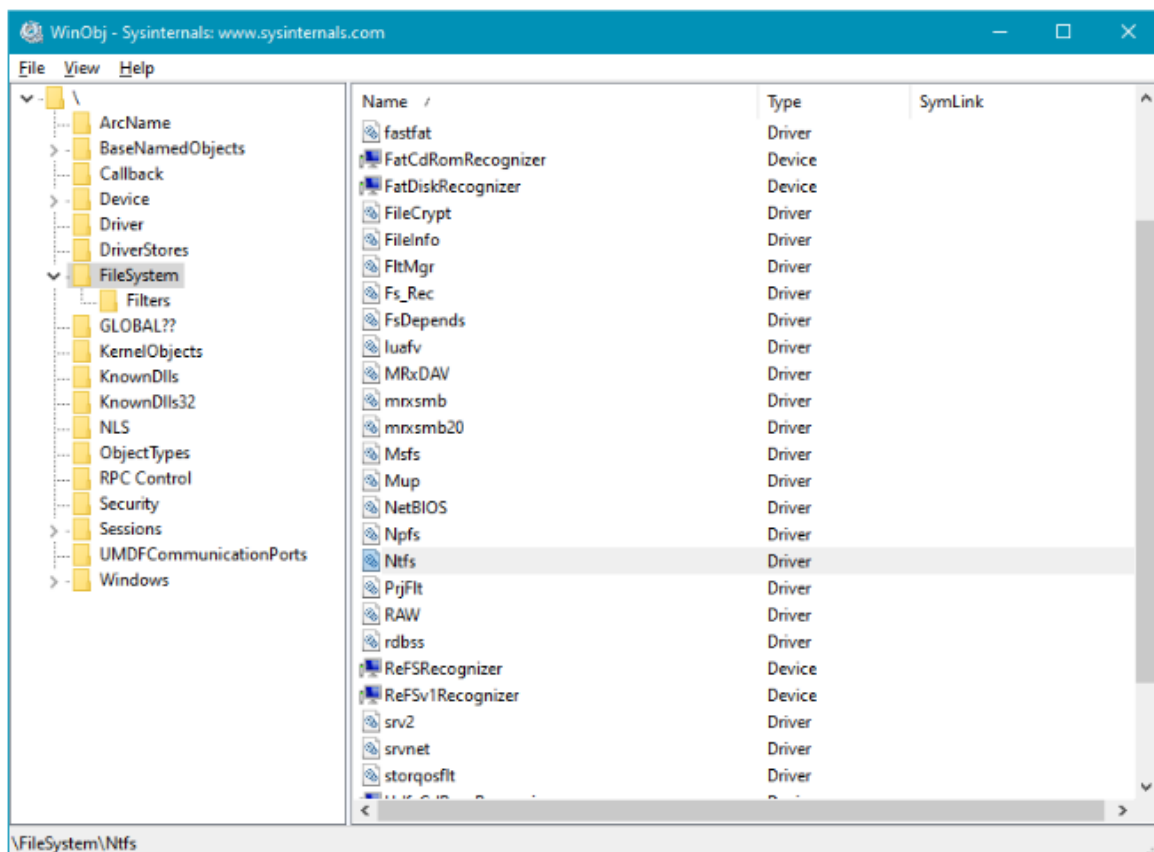 WinObj - Sysinternals: www.sysinternals.com
File View Help
\
ArcName
BaseNamedObjects
Callback
Device
Driver
DriverStores
FileSystem
Filters
GLOBAL??
KernelObjects
KnownDlls
KnownDlls32
NLS
ObjectTypes
RPC Control
Security
Sessions
UMDFCommunicationPorts
Windows
Name / Type SymLink
fastfat Driver
FatCdRomRecognizer Device
FatDiskRecognizer Device
FileCrypt Driver
FileInfo Driver
FltMgr Driver
Fs_Rec Driver
FsDepends Driver
luafv Driver
MRxDAV Driver
mrxsmb Driver
mrxsmb20 Driver
Msfs Driver
Mup Driver
NetBIOS Driver
Npfs Driver
Ntfs Driver
PrjFlt Driver
RAW Driver
rdbss Driver
ReFSRecognizer Device
ReFSv1Recognizer Device
srv2 Driver
srvnet Driver
storqosflt Driver
\FileSystem\Ntfs